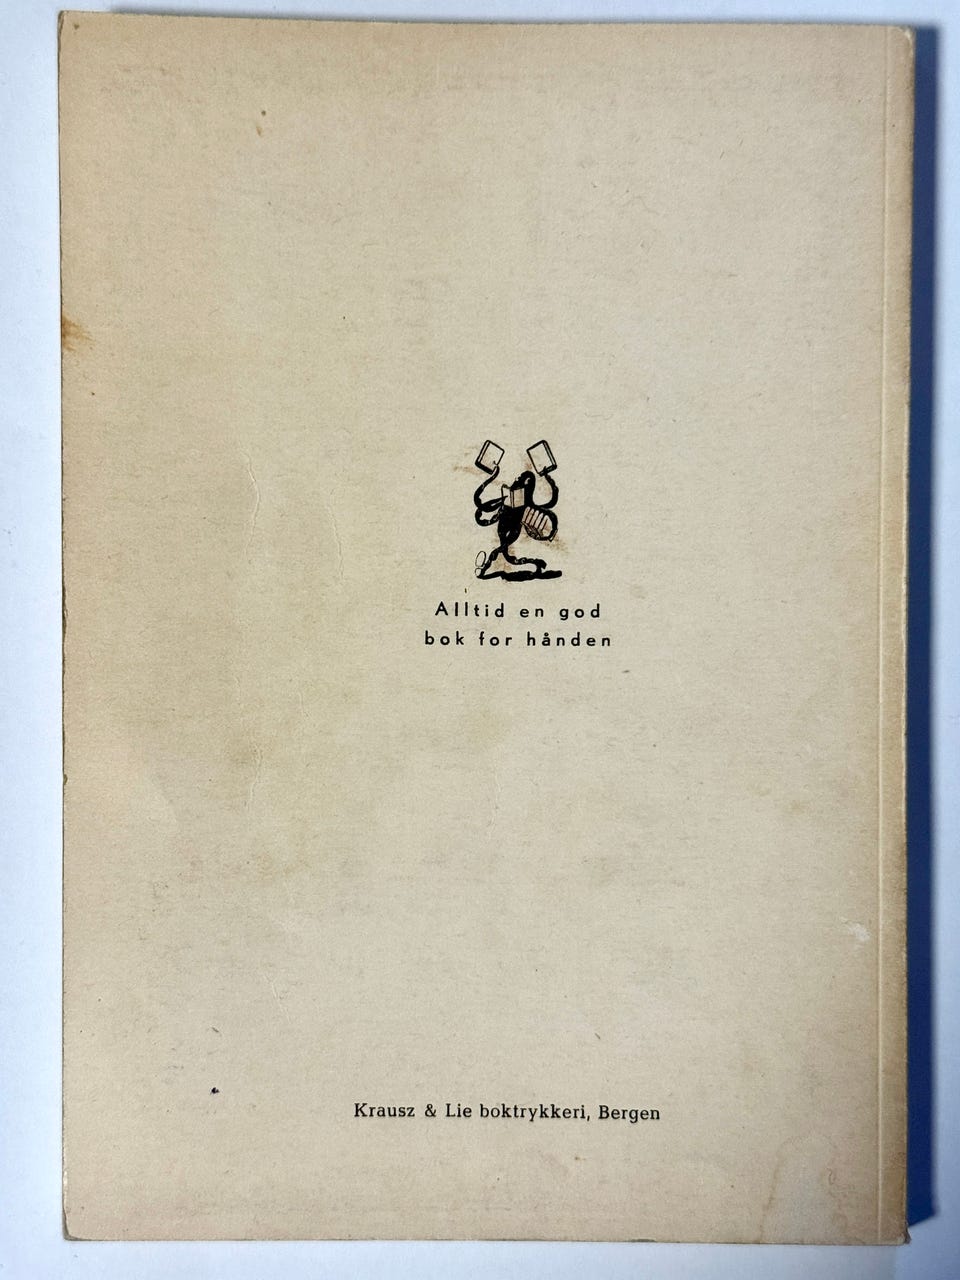 Alltid en god
bok for hånden
Krausz & Lie boktrykkeri, Bergen